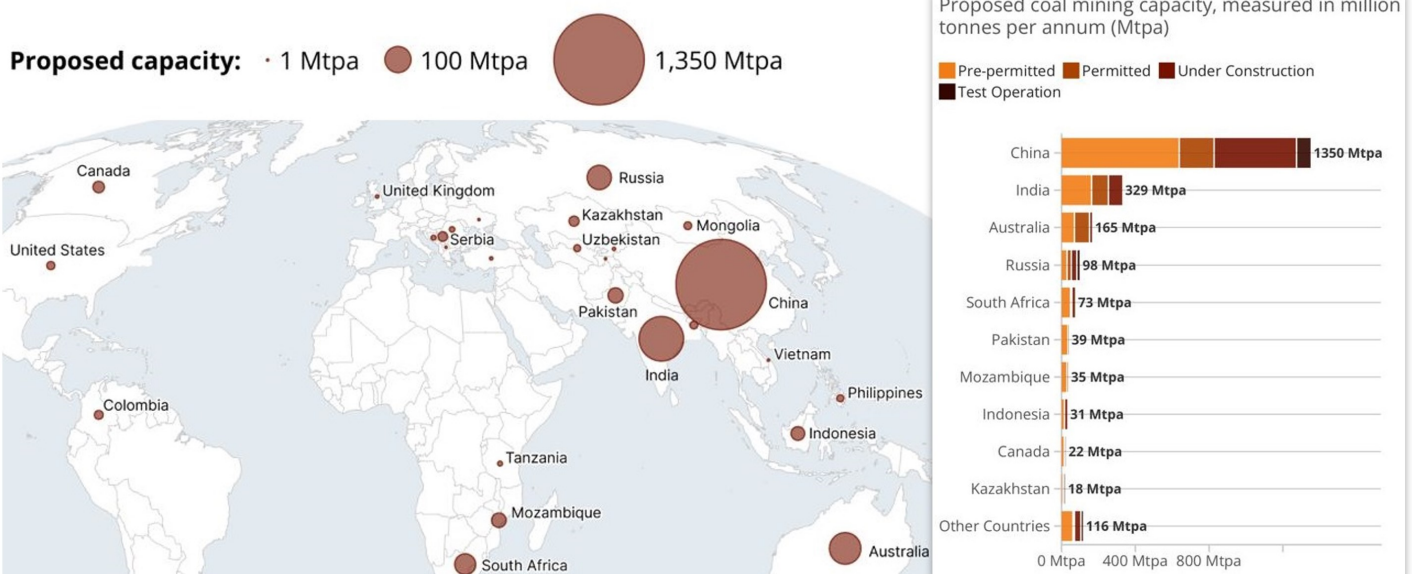 Proposed capacity: 1 Mtpa 100 Mtpa 1,350 Mtpa
Canada
United States
Colombia
United Kingdom
Serbia
Russia
Kazakhstan
Uzbekistan
Mongolia
Pakistan
China
India
Vietnam
Philippines
Indonesia
Tanzania
Mozambique
South Africa
Australia
Proposed coal mining capacity, measured in million
tonnes per annum (Mtpa)
Pre-permitted Permitted Under Construction
Test Operation
China 1350 Mtpa
India 329 Mtpa
Australia 165 Mtpa
Russia 98 Mtpa
South Africa 73 Mtpa
Pakistan 39 Mtpa
Mozambique 35 Mtpa
Indonesia 31 Mtpa
Canada 22 Mtpa
Kazakhstan 18 Mtpa
Other Countries 116 Mtpa
0 Mtpa 400 Mtpa 800 Mtpa